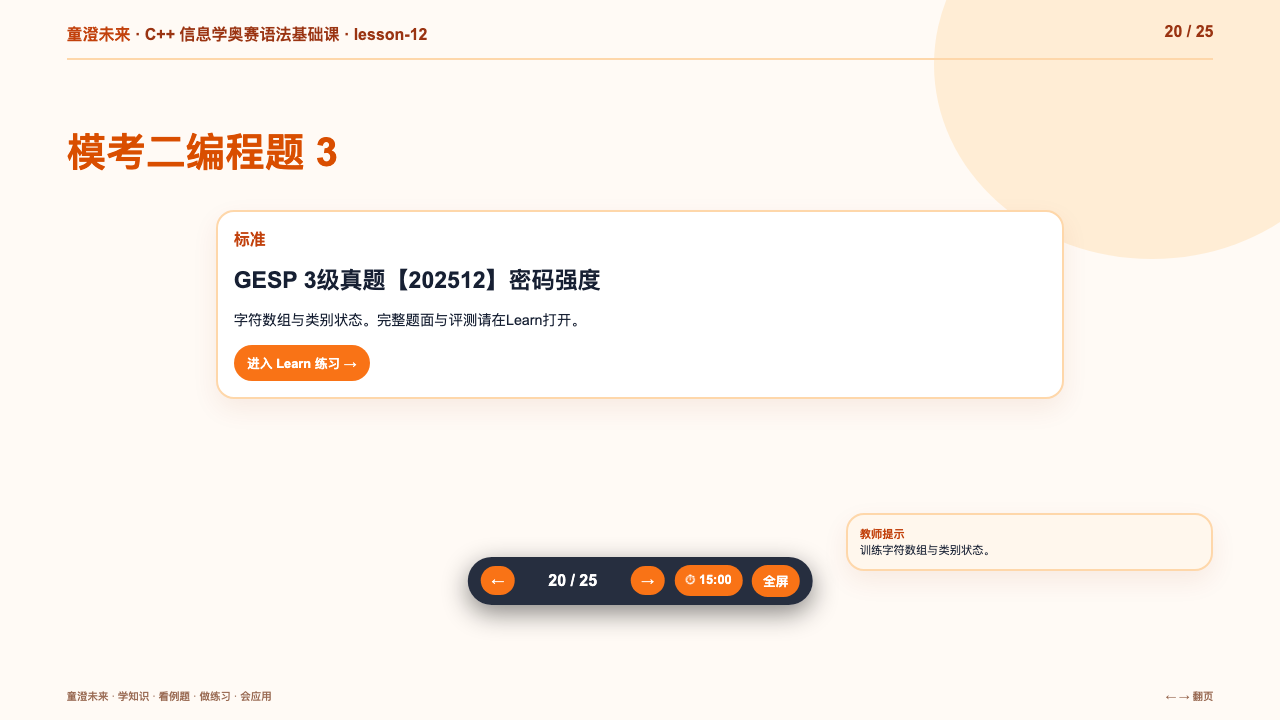 童澄未来 · C++ 信息学奥赛语法基础课 · lesson-12
20 / 25
模考二编程题 3
标准
GESP 3级真题【202512】密码强度
字符数组与类别状态。完整题面与评测请在Learn打开。
进入 Learn 练习 →
教师提示
训练字符数组与类别状态。
← 20 / 25 → ⏱ 15:00 全屏
童澄未来 · 学知识 · 看例题 · 做练习 · 会应用
← → 翻页